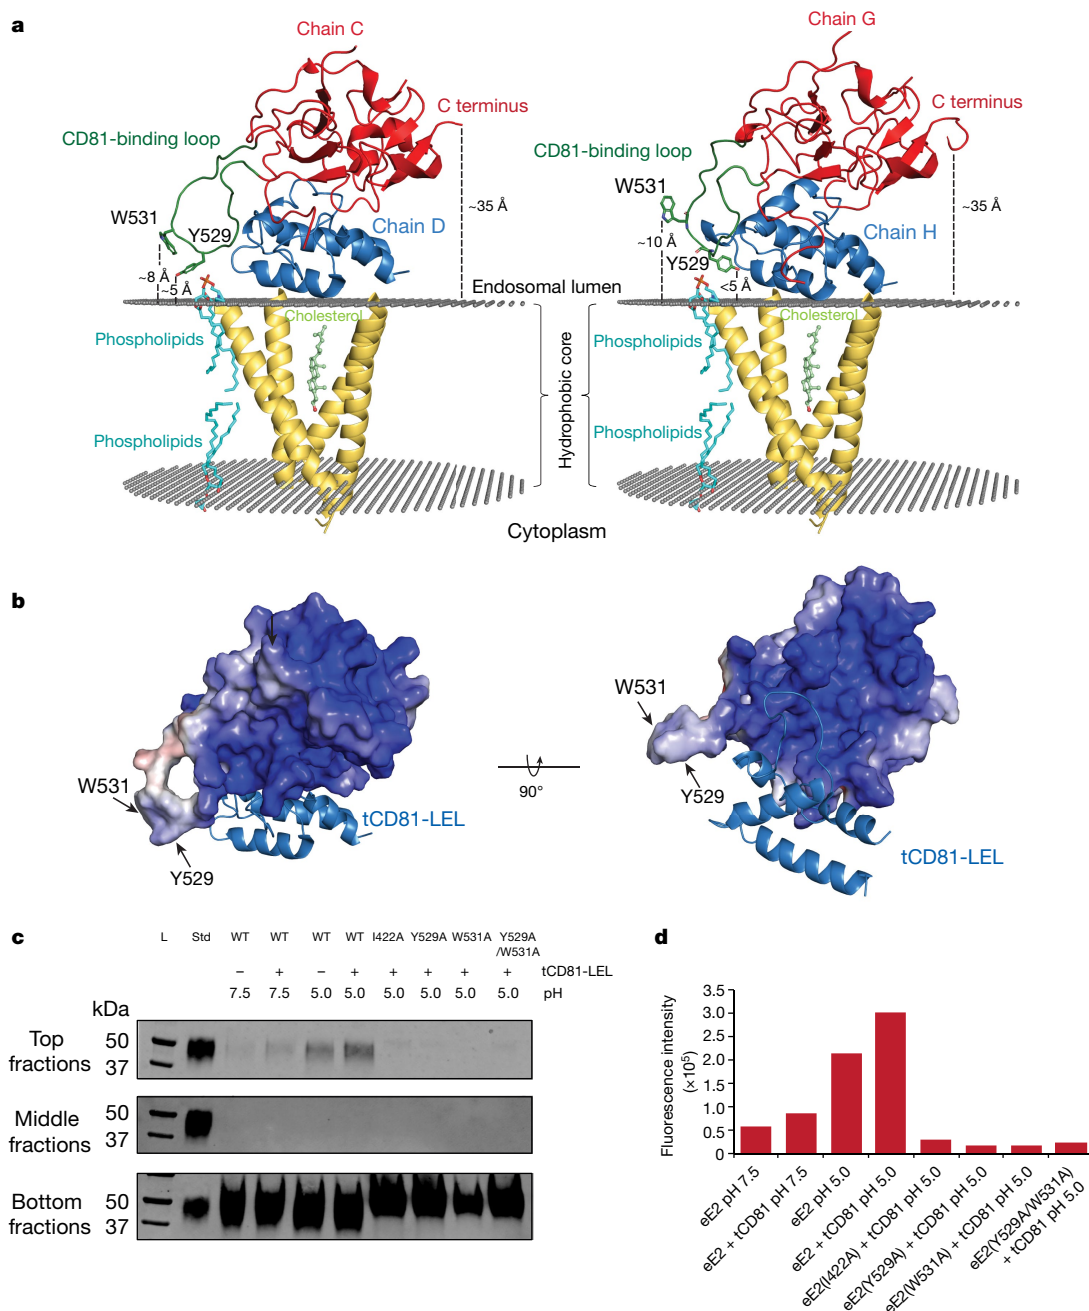 a
Chain C
C terminus
CD81-binding loop
W531
Y529
Chain D
~35 Å
~8 Å
~5 Å
Endosomal lumen
Cholesterol
Phospholipids
Phospholipids
Hydrophobic core
Cytoplasm
Chain G
C terminus
CD81-binding loop
W531
Chain H
~35 Å
~10 Å
Y529
<5 Å
Cholesterol
Phospholipids
Phospholipids
b
W531
Y529
tCD81-LEL
90°
W531
Y529
tCD81-LEL
c
L Std WT WT WT WT I422A Y529A W531A Y529A
/W531A
– + – + + + + + tCD81-LEL
7.5 7.5 5.0 5.0 5.0 5.0 5.0 5.0 pH
kDa
Top
fractions
50
37
Middle
fractions
50
37
Bottom
fractions
50
37
d
Fluorescence intensity
(×10⁵)
3.5
3.0
2.0
1.5
1.0
0.5
0
eE2 pH 7.5
eE2 + tCD81 pH 7.5
eE2 pH 5.0
eE2 + tCD81 pH 5.0
eE2(I422A) + tCD81 pH 5.0
eE2(Y529A) + tCD81 pH 5.0
eE2(W531A) + tCD81 pH 5.0
eE2(Y529A/W531A)
+ tCD81 pH 5.0